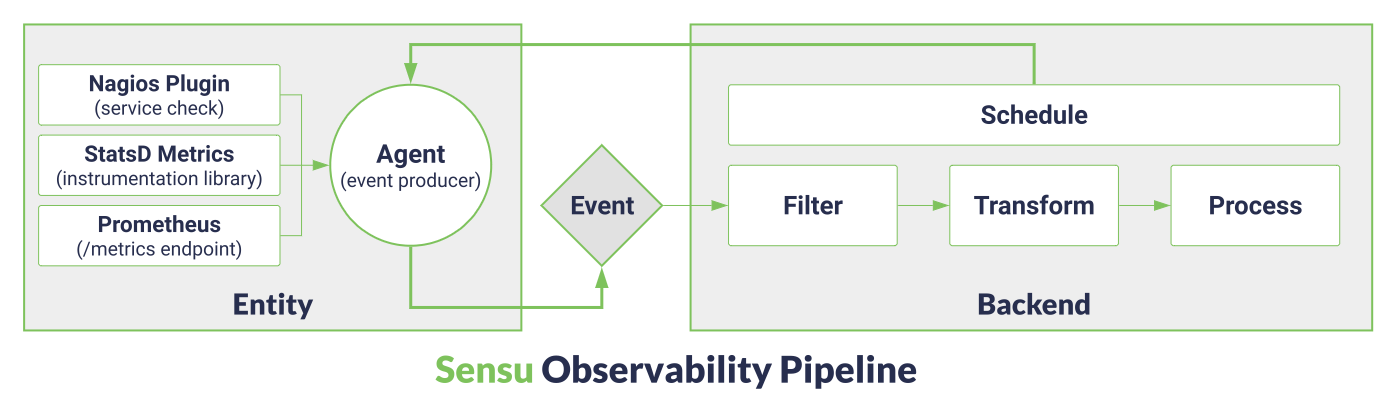 Nagios Plugin
(service check)
StatsD Metrics
(instrumentation library)
Prometheus
(/metrics endpoint)
Agent
(event producer)
Entity
Event
Schedule
Filter
Transform
Process
Backend
Sensu Observability Pipeline